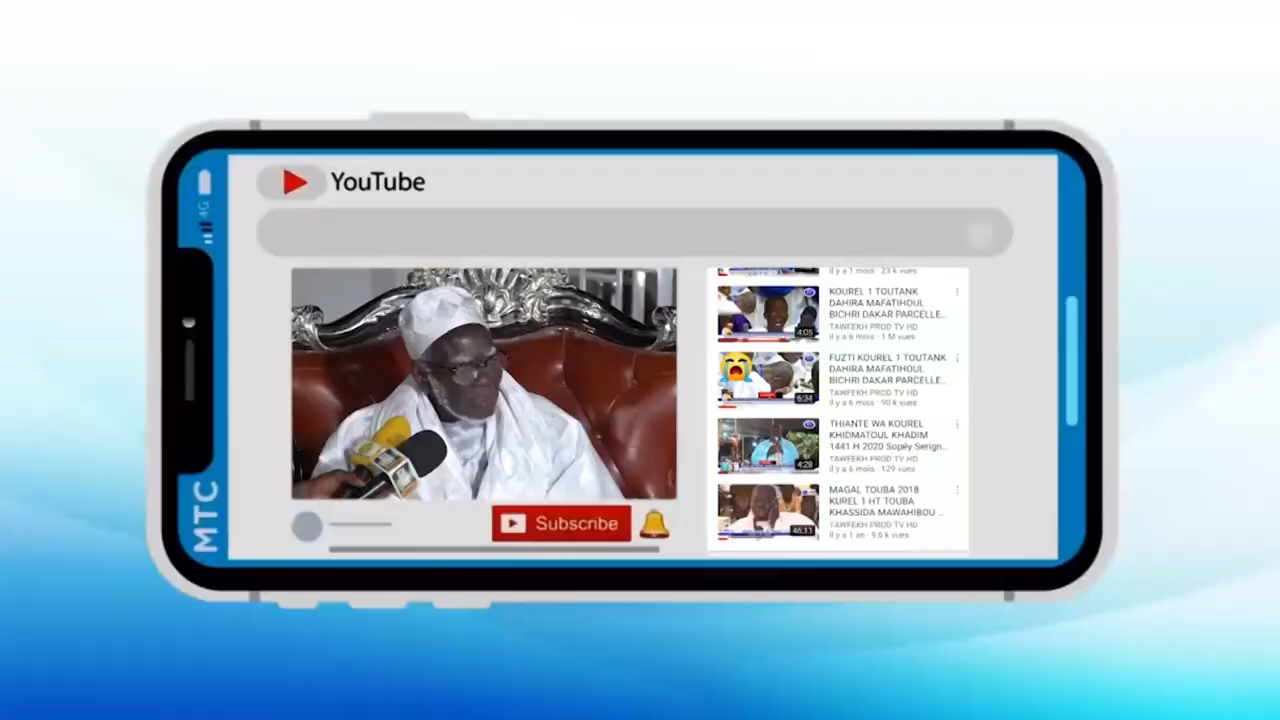 YouTube
4G
MTC
Subscribe
il y a 1 mois · 23 k vues
KOUREL 1 TOUTANK
DAHIRA MAFATIHOUL
BICHRI DAKAR PARCELLE...
TAWFEKH PROD TV HD
il y a 6 mois · 1 M vues
4:05
FUZTI KOUREL 1 TOUTANK
DAHIRA MAFATIHOUL
BICHRI DAKAR PARCELLE...
TAWFEKH PROD TV HD
il y a 6 mois · 90 k vues
6:34
THIANTE WA KOUREL
KHIDMATOUL KHADIM
1441 H 2020 Sopéy Serign...
TAWFEKH PROD TV HD
il y a 6 mois · 129 vues
4:28
MAGAL TOUBA 2018
KUREL 1 HT TOUBA
KHASSIDA MAWAHIBOU ...
TAWFEKH PROD TV HD
il y a 1 an · 9.6 k vues
46:11